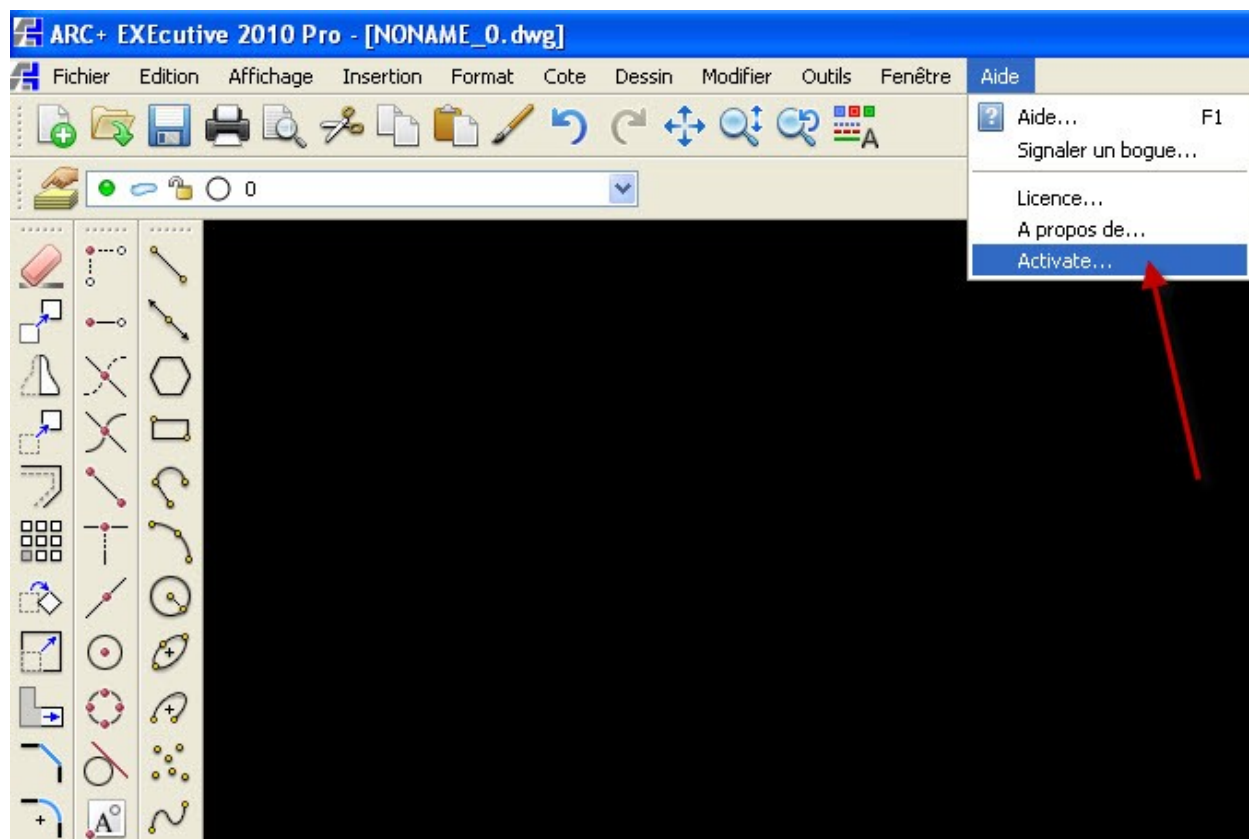 ARC+ EXEcutive 2010 Pro - [NONAME_0.dwg]
Fichier Edition Affichage Insertion Format Cote Dessin Modifier Outils Fenêtre Aide
A
Aide... F1
Signaler un bogue...
0
Licence...
A propos de...
Activate...
A